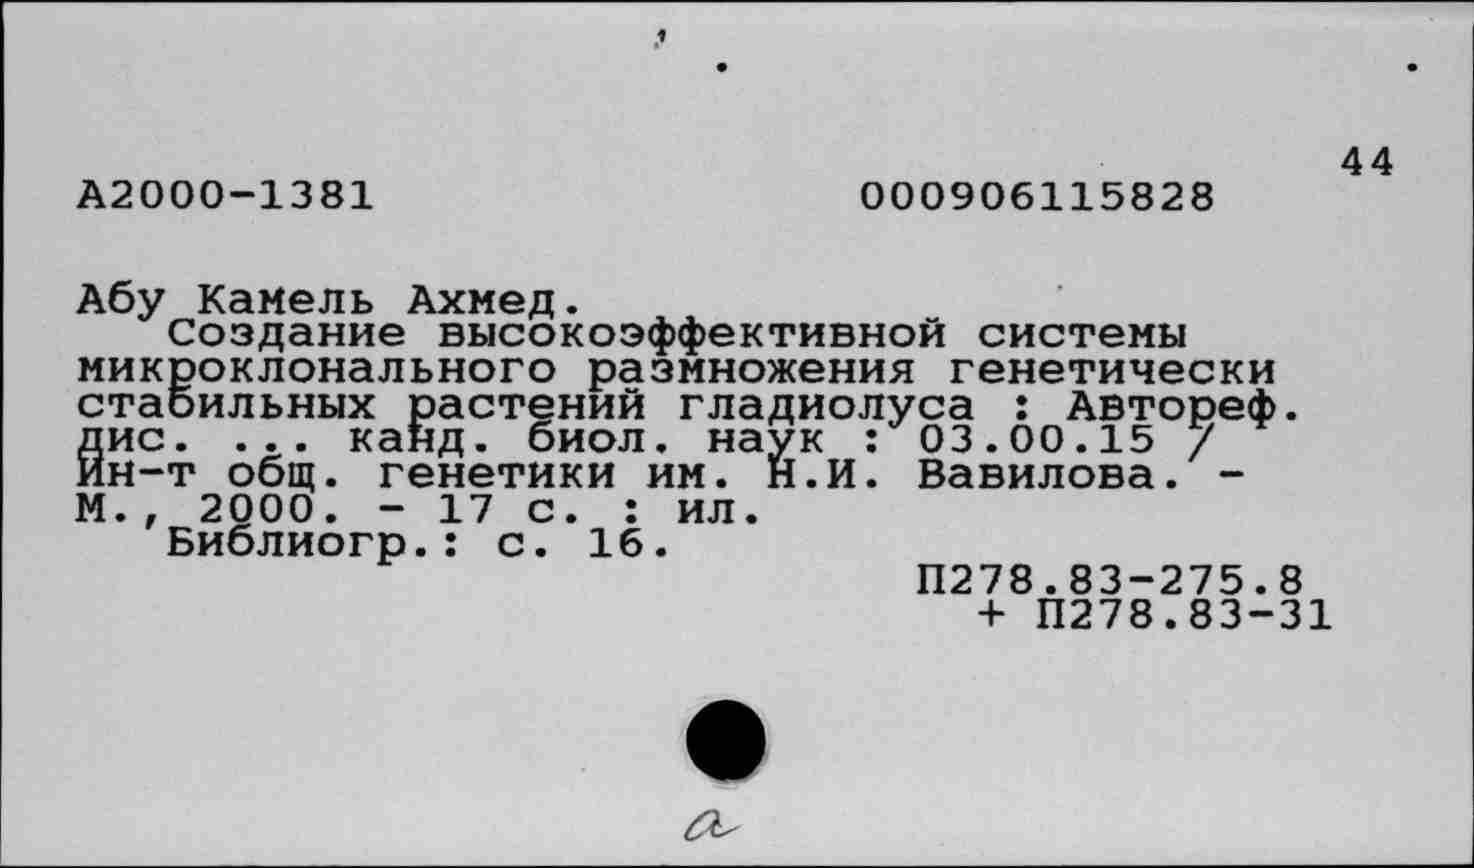 44
А2000-1381 000906115828
Абу Камель Ахмед.
Создание высокоэффективной системы
микроклонального размножения генетически
стабильных растений гладиолуса : Автореф.
дис. ... канд. биол. наук : 03.00.15 /
Ин-т общ. генетики им. Н.И. Вавилова. -
М., 2000. - 17 с. : ил.
Библиогр.: с. 16.
П278.83-275.8
+ П278.83-31
а